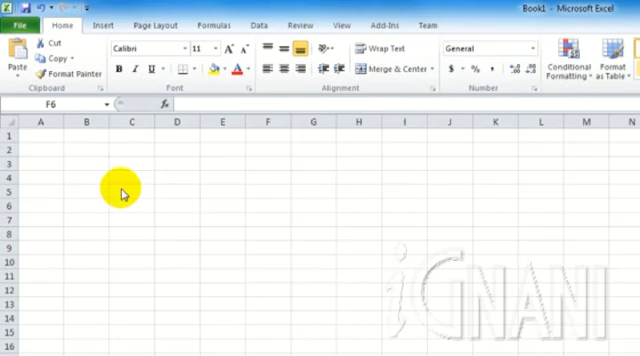 Book1 - Microsoft Excel
File Home Insert Page Layout Formulas Data Review View Add-Ins Team
Paste Cut Copy Format Painter Clipboard
Calibri 11 A A B I U A Font
Wrap Text Merge & Center Alignment
General $ % , Number
Conditional Formatting Format as Table
F6 fx
A B C D E F G H I J K L M N
1
2
3
4
5
6
7
8
9
10
11
12
13
14
15
16
iGNANI